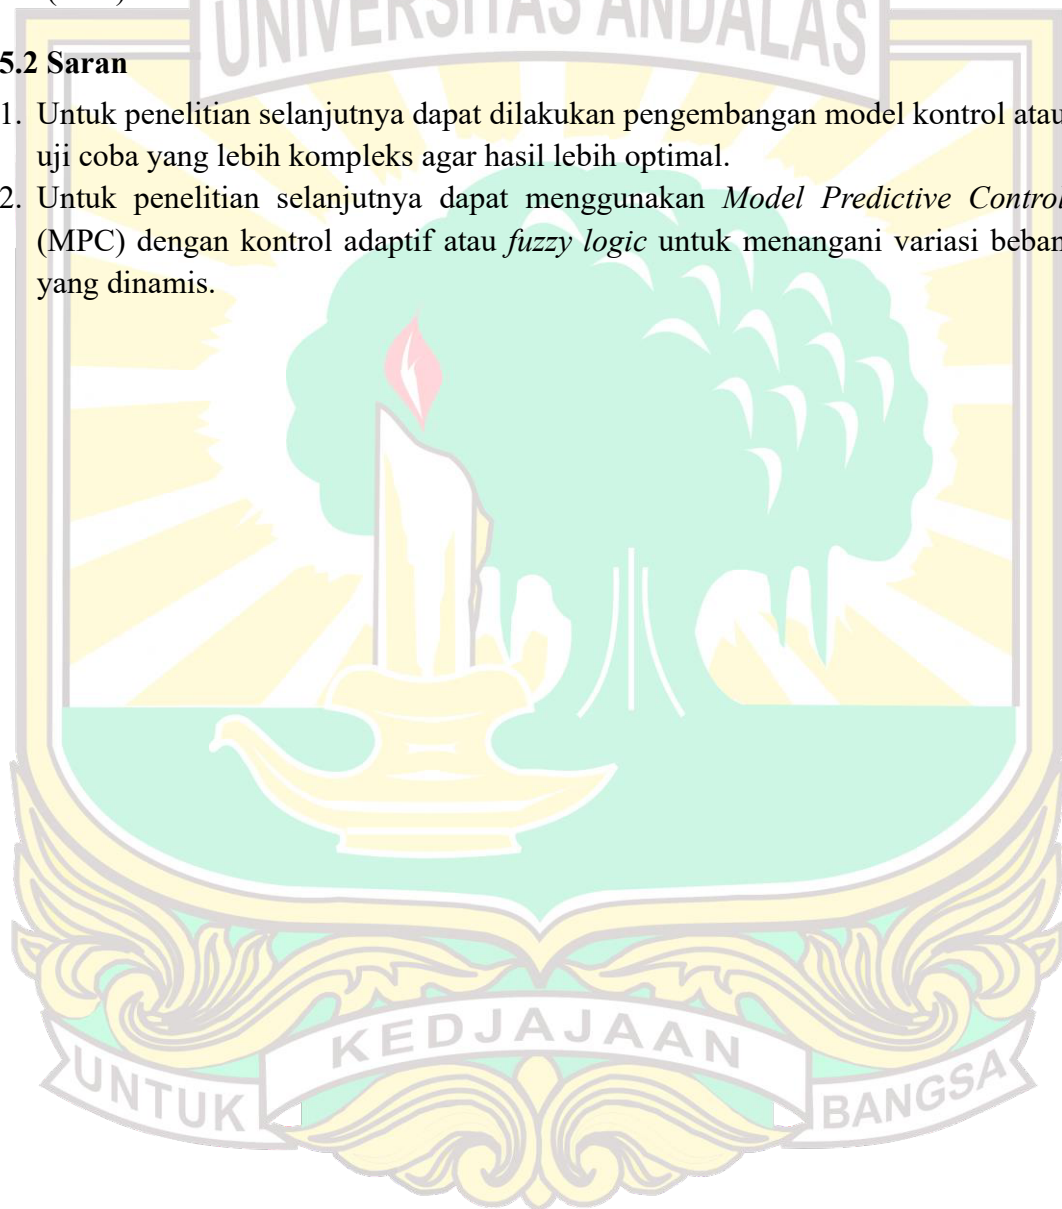 UNIVERSITAS ANDALAS
5.2 Saran
1. Untuk penelitian selanjutnya dapat dilakukan pengembangan model kontrol atau
uji coba yang lebih kompleks agar hasil lebih optimal.
2. Untuk penelitian selanjutnya dapat menggunakan Model Predictive Control
(MPC) dengan kontrol adaptif atau fuzzy logic untuk menangani variasi beban
yang dinamis.
UNTUK KEDJAJAAN BANGSA